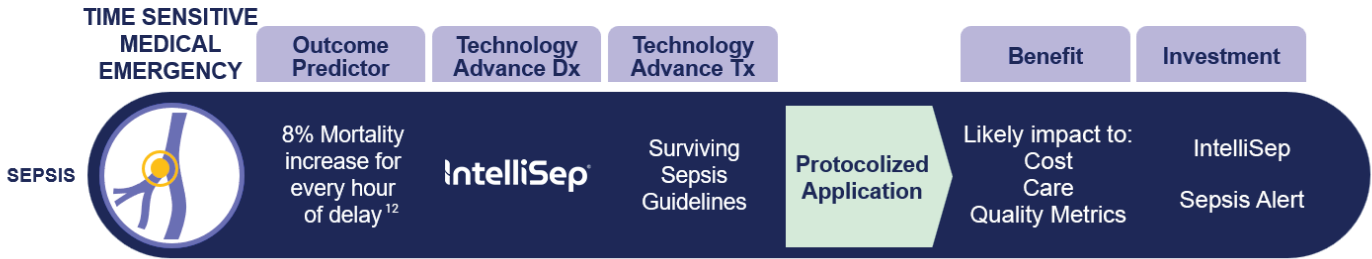 TIME SENSITIVE
MEDICAL
EMERGENCY
Outcome
Predictor
Technology
Advance Dx
Technology
Advance Tx
Benefit
Investment
SEPSIS
8% Mortality
increase for
every hour
of delay 12
IntelliSep®
Surviving
Sepsis
Guidelines
Protocolized
Application
Likely impact to:
Cost
Care
Quality Metrics
IntelliSep
Sepsis Alert